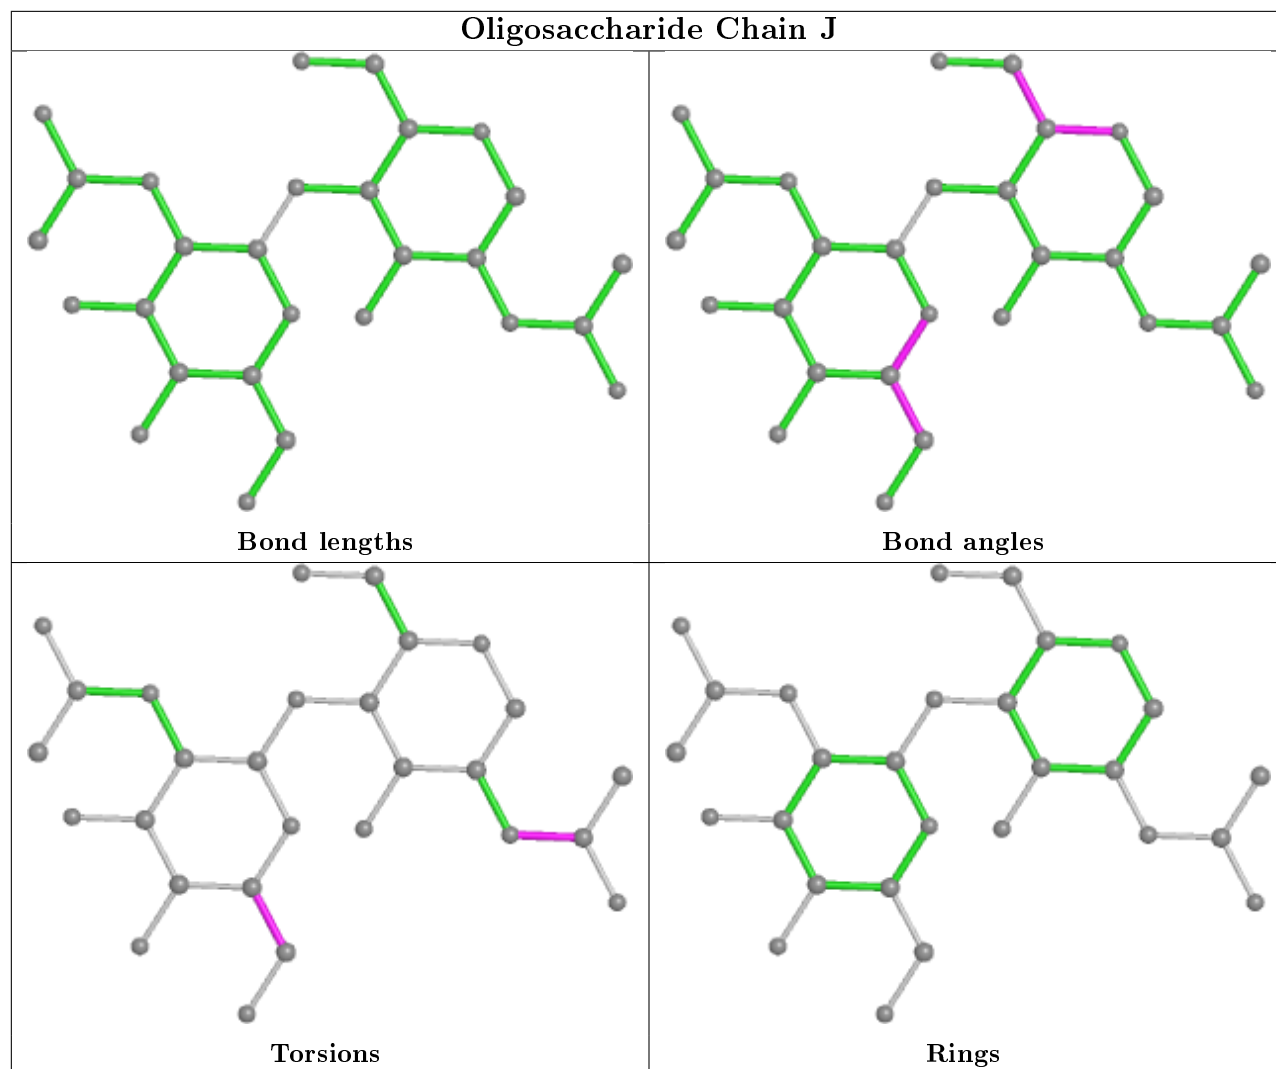 Oligosaccharide Chain J
Bond lengths
Bond angles
Torsions
Rings